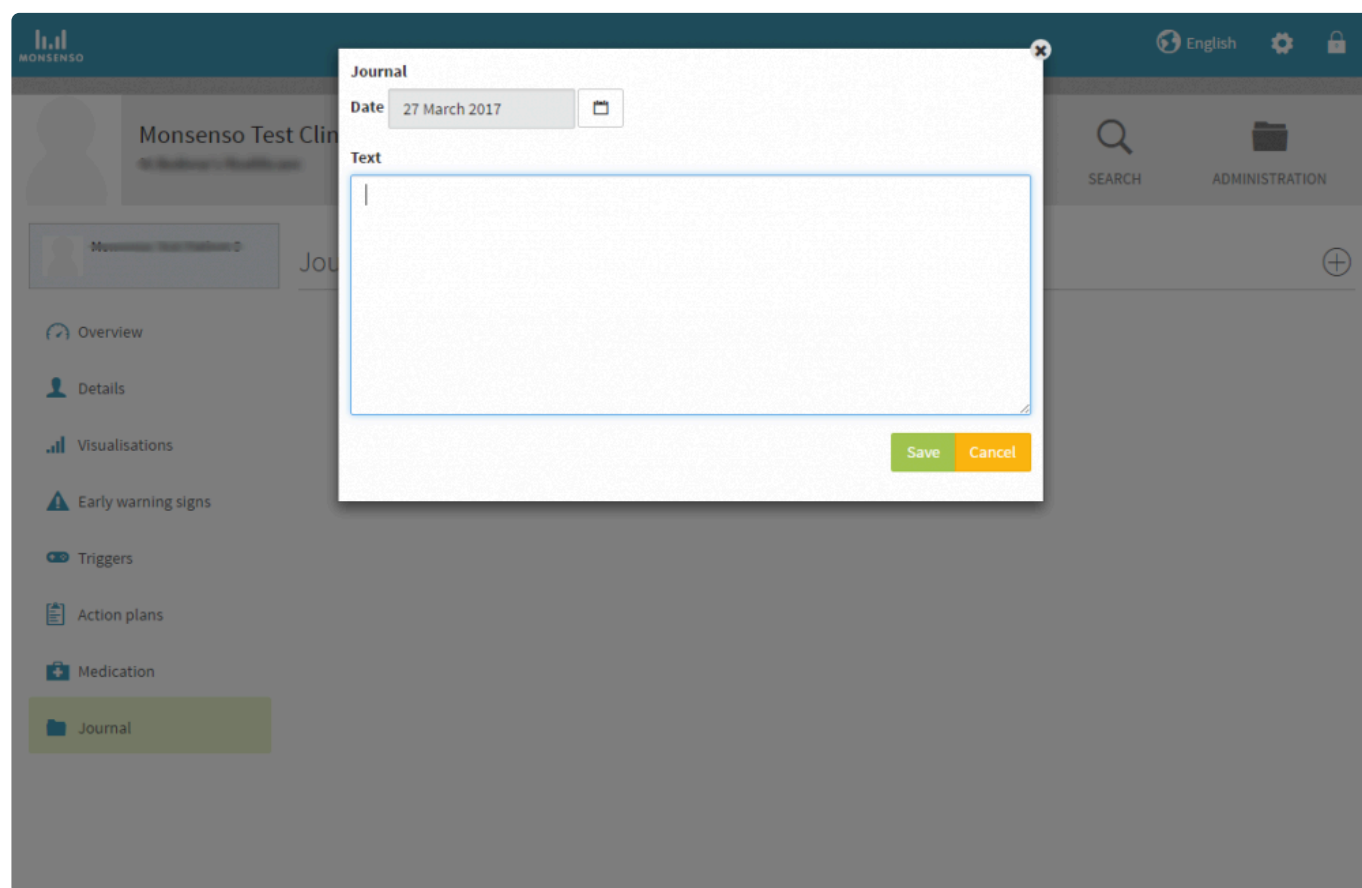 MONSENSO
English
Monsenso Test Clin
SEARCH
ADMINISTRATION
Jou
Overview
Details
Visualisations
Early warning signs
Triggers
Action plans
Medication
Journal
Journal
Date 27 March 2017
Text
Save Cancel